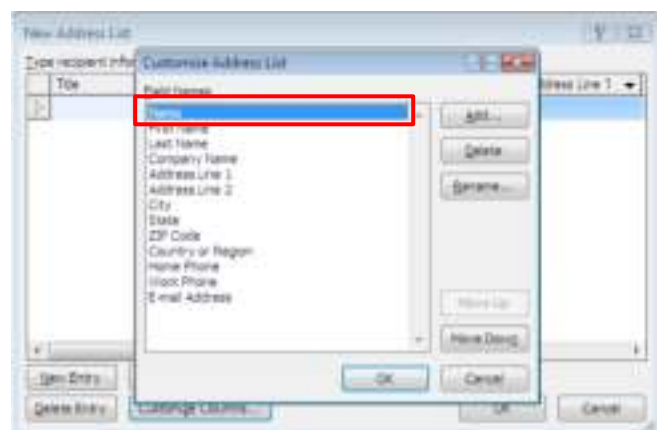 New Address List
Type recipient infor
Title
Address Line 1
Customize Address List
Field Names
Name
First Name
Last Name
Company Name
Address Line 1
Address Line 2
City
State
ZIP Code
Country or Region
Home Phone
Work Phone
E-mail Address
Add...
Delete
Rename...
Move Up
Move Down
OK
Cancel
New Entry
Delete Entry
Customize Columns...
OK
Cancel